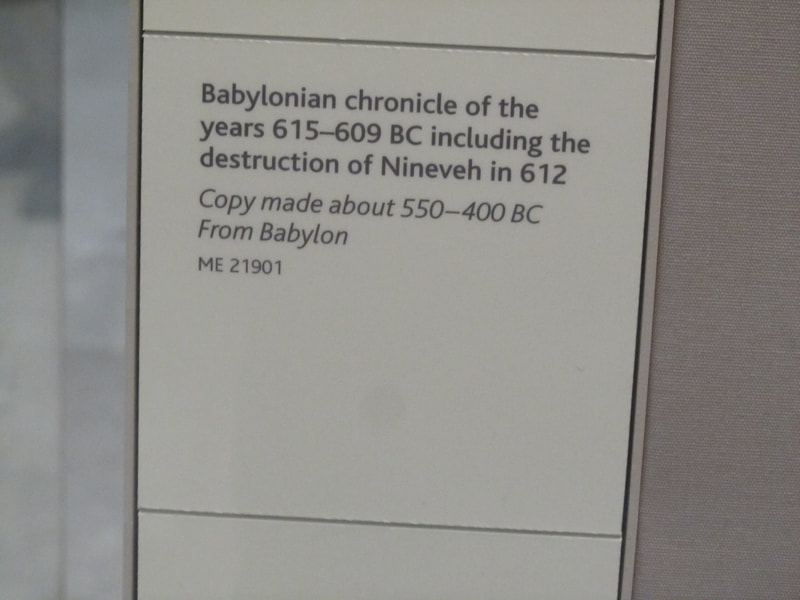 Babylonian chronicle of the
years 615–609 BC including the
destruction of Nineveh in 612
Copy made about 550–400 BC
From Babylon
ME 21901